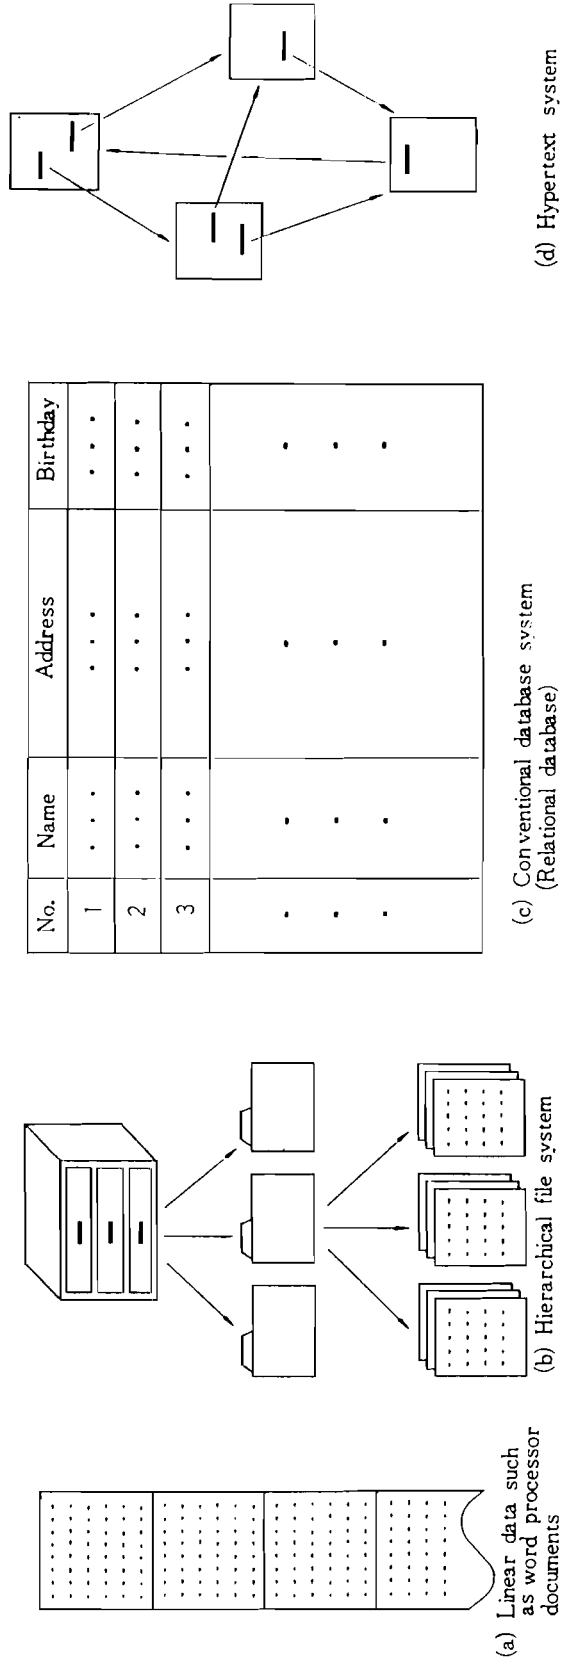 (a) Linear data such
as word processor
documents
(b) Hierarchical file system
No. Name Address Birthday
1
2
3
(c) Conventional database system
(Relational database)
(d) Hypertext system